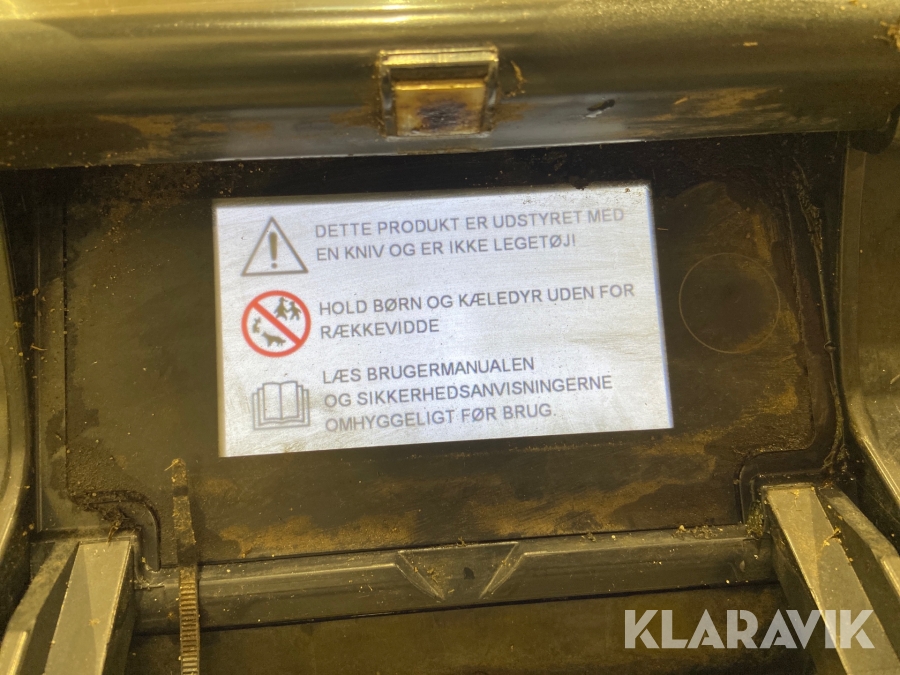 DETTE PRODUKT ER UDSTYRET MED
EN KNIV OG ER IKKE LEGETØJ!
HOLD BØRN OG KÆLEDYR UDEN FOR
RÆKKEVIDDE
LÆS BRUGERMANUALEN
OG SIKKERHEDSANVISNINGERNE
OMHYGGELIGT FØR BRUG.
KLARAVIK